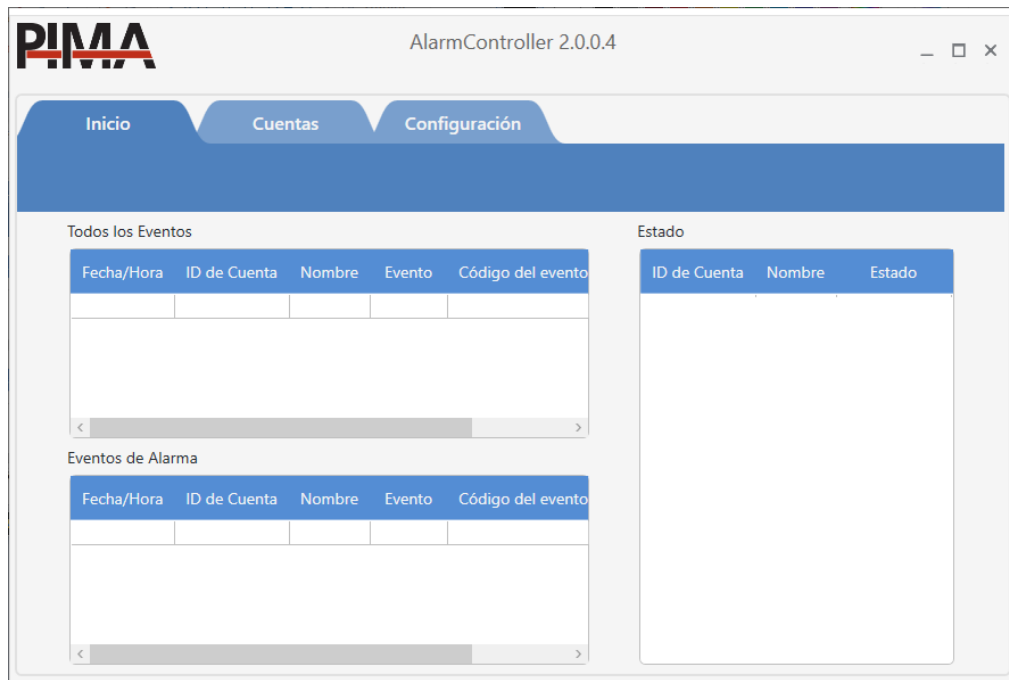 PIMA
AlarmController 2.0.0.4
Inicio Cuentas Configuración
Todos los Eventos
Fecha/Hora ID de Cuenta Nombre Evento Código del evento
Eventos de Alarma
Fecha/Hora ID de Cuenta Nombre Evento Código del evento
Estado
ID de Cuenta Nombre Estado